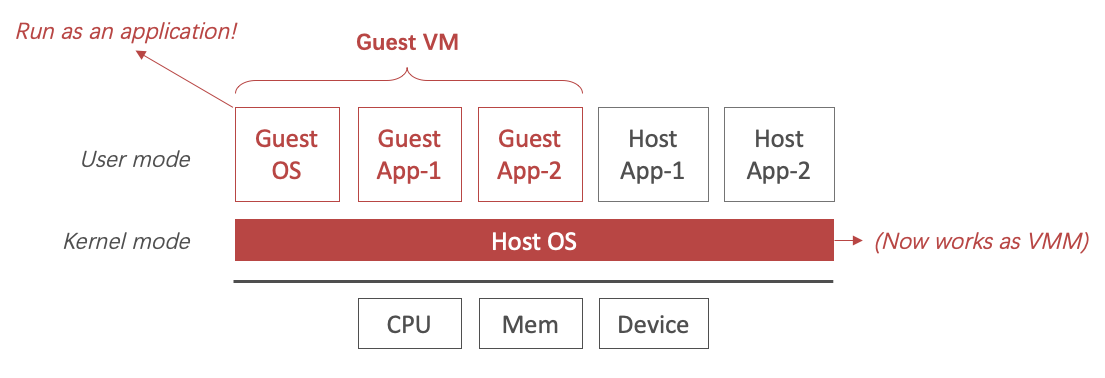 Run as an application!
Guest VM
User mode
Guest
OS
Guest
App-1
Guest
App-2
Host
App-1
Host
App-2
Kernel mode
Host OS
(Now works as VMM)
CPU
Mem
Device